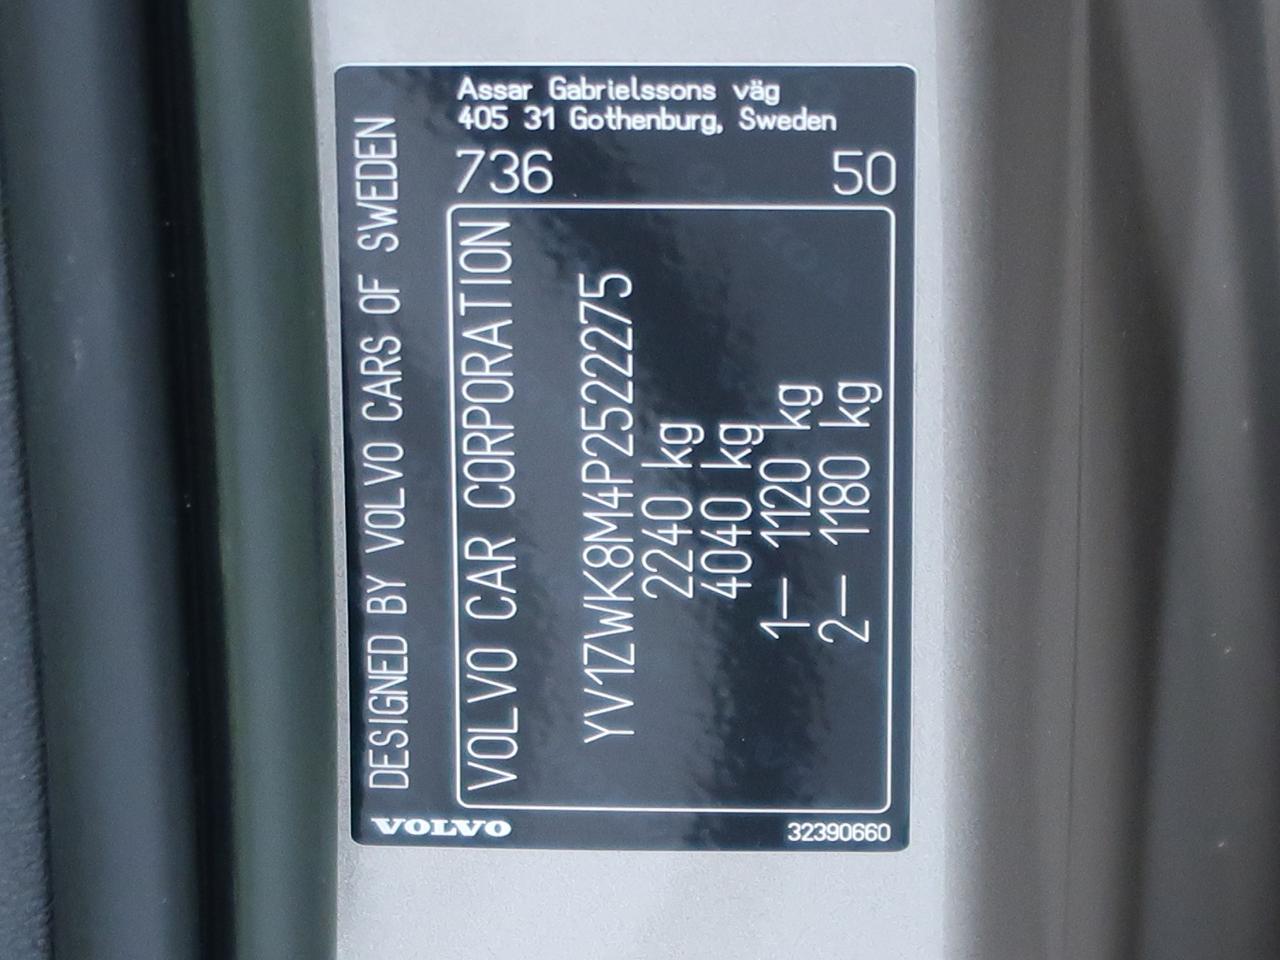 Assar Gabrielssons väg
405 31 Gothenburg, Sweden
736 50
DESIGNED BY VOLVO CARS OF SWEDEN
VOLVO CAR CORPORATION
YV1ZWK8M4P2522275
2240 kg
4040 kg
1– 1120 kg
2– 1180 kg
VOLVO
32390660